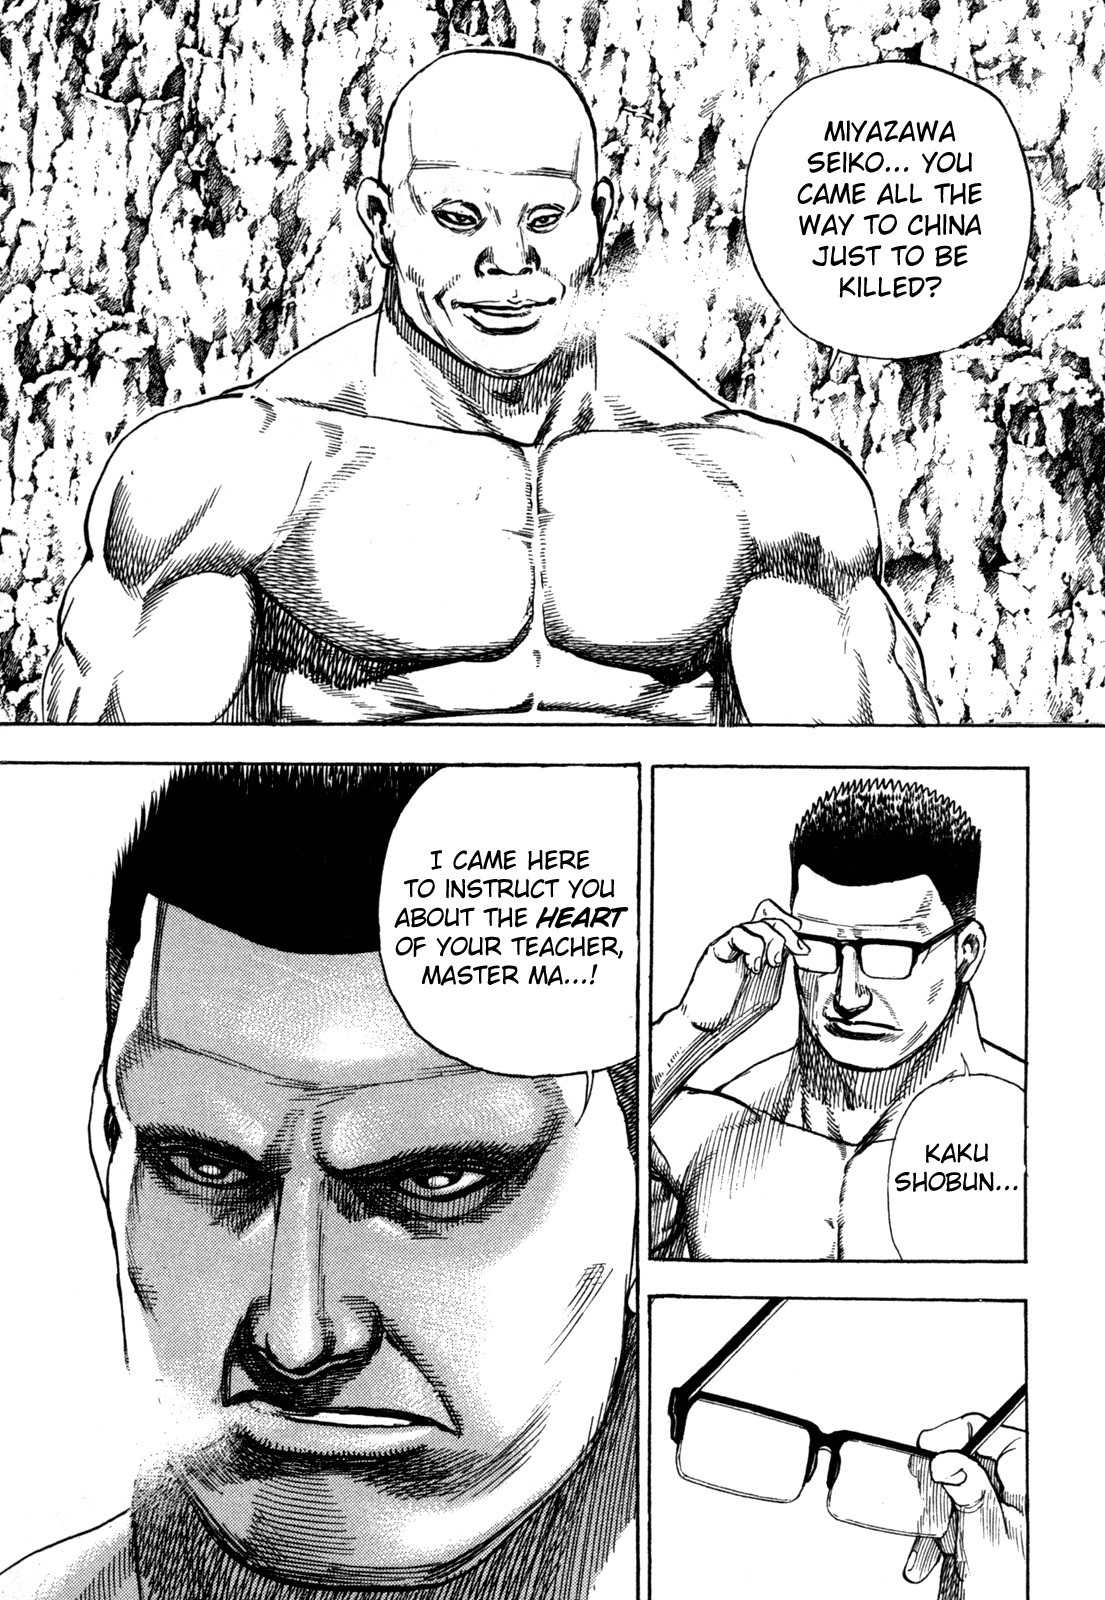 MIYAZAWA
SEIKO... YOU
CAME ALL THE
WAY TO CHINA
JUST TO BE
KILLED?
KAKU
SHOBUN...
I CAME HERE
TO INSTRUCT YOU
ABOUT THE HEART
OF YOUR TEACHER,
MASTER MA...!